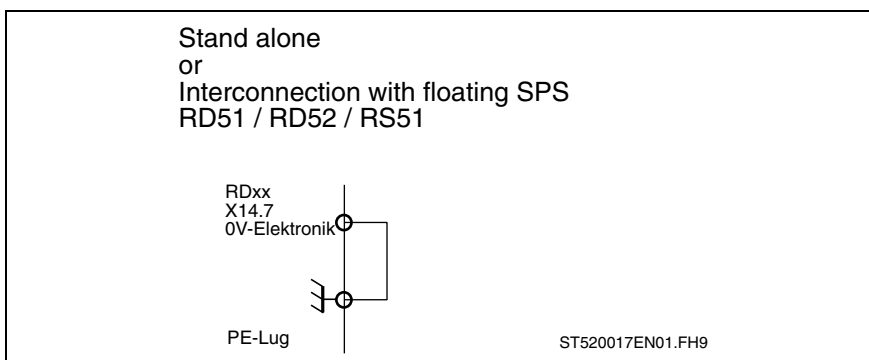 Stand alone
or
Interconnection with floating SPS
RD51 / RD52 / RS51
RDxx
X14.7
0V-Elektronik
PE-Lug
ST520017EN01.FH9